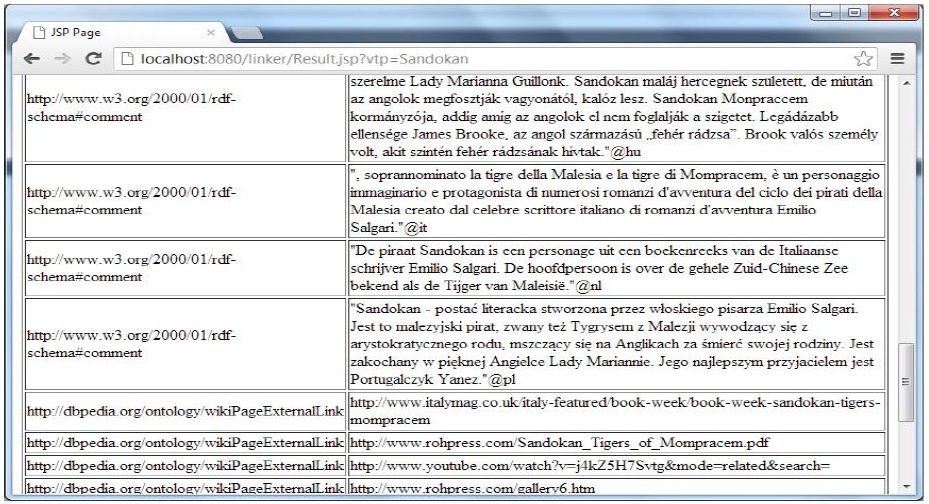 JSP Page
localhost:8080/linker/Result.jsp?vtp=Sandokan
szerelme Lady Marianna Guillonk. Sandokan maláj hercegnek született, de miután
http://www.w3.org/2000/01/rdf-
schema#comment
az angolok megfosztják vagyonától, kalóz lesz. Sandokan Monpraccem
kormányzója, addig amig az angolok el nem foglalják a szigetet. Legádázabb
ellensége James Brooke, az angol származású „fehér rádzsa”. Brook valós személy
volt, akit szintén fehér rádzsának hivtak."@hu
http://www.w3.org/2000/01/rdf-
schema#comment
", soprannominato la tigre della Malesia e la tigre di Mompracem, è un personaggio
immaginario e protagonista di numerosi romanzi d'avventura del ciclo dei pirati della
Malesia creato dal celebre scrittore italiano di romanzi d'avventura Emilio
Salgari."@it
http://www.w3.org/2000/01/rdf-
schema#comment
"De piraat Sandokan is een personage uit een boekenreeks van de Italiaanse
schrijver Emilio Salgari. De hoofdpersoon is over de gehele Zuid-Chinese Zee
bekend als de Tijger van Maleisië."@nl
http://www.w3.org/2000/01/rdf-
schema#comment
"Sandokan - postać literacka stworzona przez włoskiego pisarza Emilio Salgari.
Jest to malezyjski pirat, zwany też Tygrysem z Malezji wywodzący się z
arystokratycznego rodu, mszczący się na Anglikach za śmierć swojej rodziny. Jest
zakochany w pięknej Angielce Lady Mariannie. Jego najlepszym przyjacielem jest
Portugalczyk Yanez."@pl
http://dbpedia.org/ontology/wikiPageExternalLink
http://www.italymag.co.uk/italy-featured/book-week/book-week-sandokan-tigers-
mompracem
http://dbpedia.org/ontology/wikiPageExternalLink http://www.rohpress.com/Sandokan_Tigers_of_Mompracem.pdf
http://dbpedia.org/ontology/wikiPageExternalLink http://www.youtube.com/watch?v=j4kZ5H7Svtg&mode=related&search=
http://dbpedia.org/ontology/wikiPageExternalLink http://www.rohpress.com/gallery6.htm